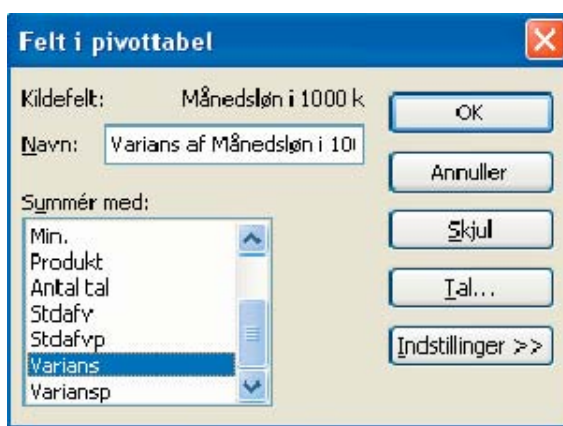 Felt i pivottabel
Kildefelt: Månedsløn i 1000 k
Navn: Varians af Månedsløn i 10
Summér med:
Min.
Produkt
Antal tal
Stdafv
Stdafvp
Varians
Variansp
OK
Annuller
Skjul
Tal...
Indstillinger >>